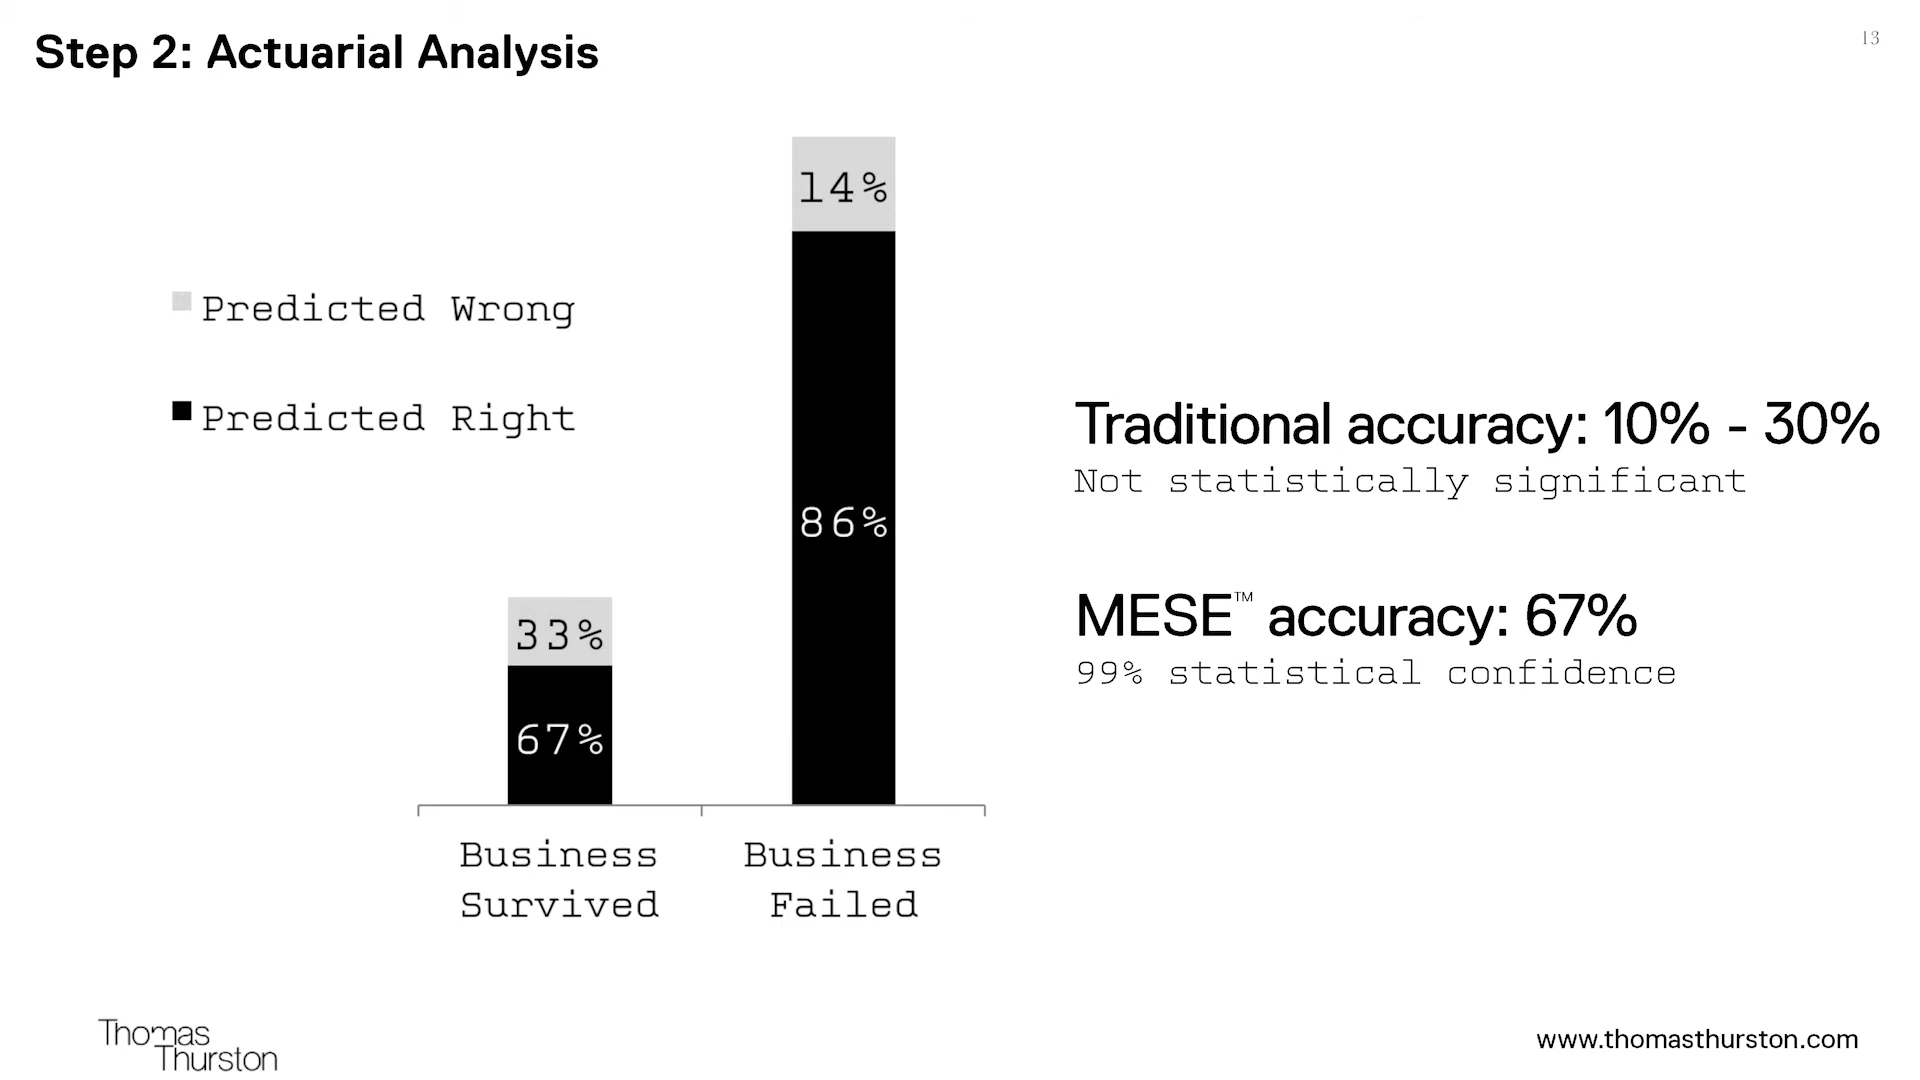 Step 2: Actuarial Analysis
13
14%
Predicted Wrong
Predicted Right
86%
33%
67%
Business Survived
Business Failed
Traditional accuracy: 10% - 30%
Not statistically significant
MESE™ accuracy: 67%
99% statistical confidence
Thomas
Thurston
www.thomasthurston.com